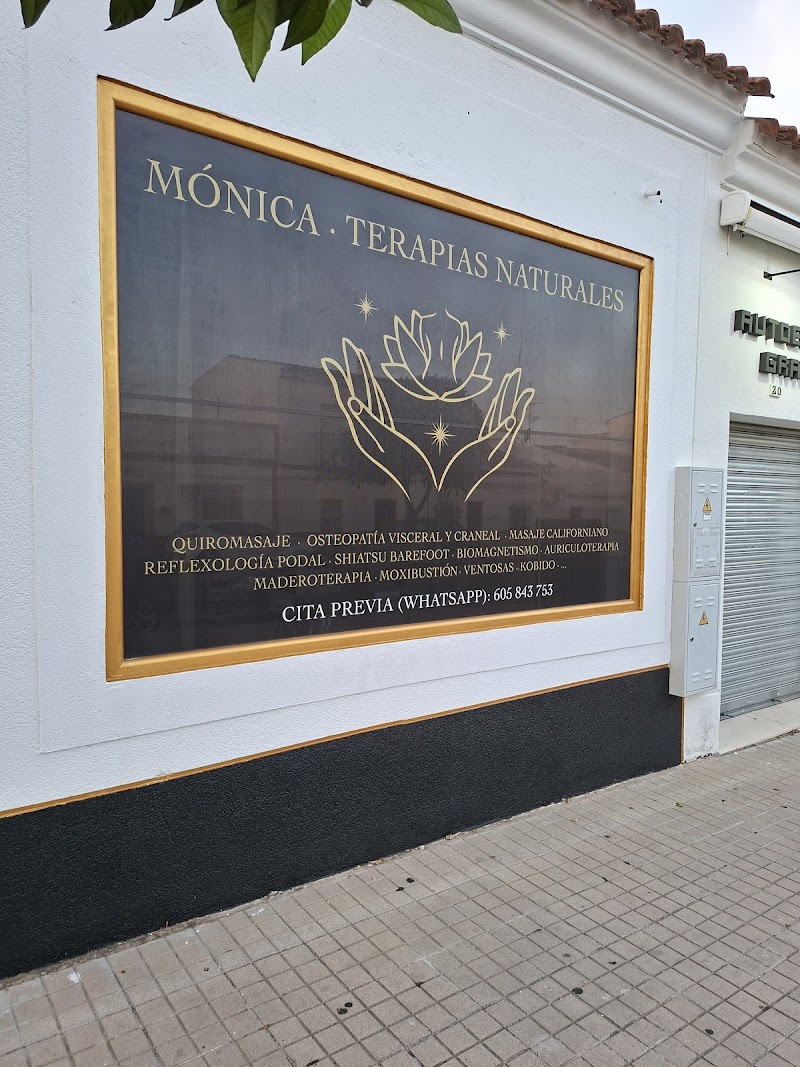 MÓNICA · TERAPIAS NATURALES
QUIROMASAJE · OSTEOPATÍA VISCERAL Y CRANEAL · MASAJE CALIFORNIANO
REFLEXOLOGÍA PODAL · SHIATSU BAREFOOT · BIOMAGNETISMO · AURICULOTERAPIA
MADEROTERAPIA · MOXIBUSTIÓN · VENTOSAS · KOBIDO · ...
CITA PREVIA (WHATSAPP): 605 843 753
20